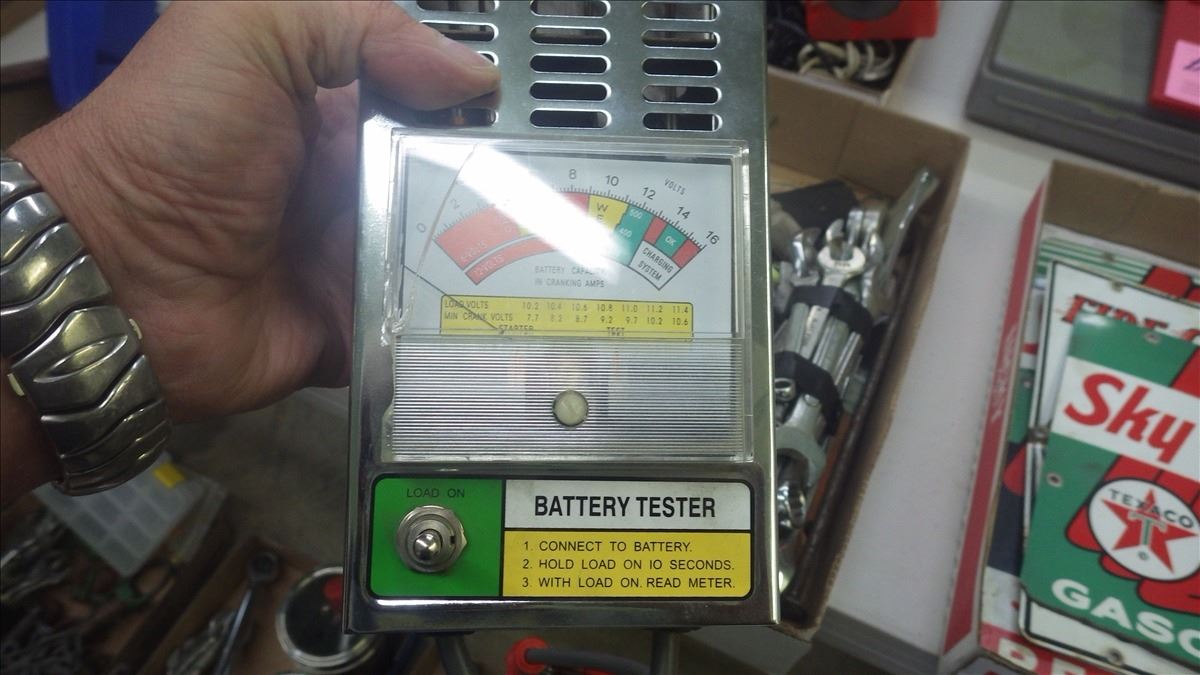 VOLTS
0 2 8 10 12 14 16
W
500
400
OK
6 VOLTS
12 VOLTS
CHARGING
SYSTEM
BATTERY CAPACITY
IN CRANKING AMPS
LOAD VOLTS 10.2 10.4 10.6 10.8 11.0 11.2 11.4
MIN CRANK VOLTS 7.7 8.2 8.7 9.2 9.7 10.2 10.6
STARTER TEST
LOAD ON
BATTERY TESTER
1. CONNECT TO BATTERY.
2. HOLD LOAD ON 10 SECONDS.
3. WITH LOAD ON. READ METER.
Sky
TEXACO
T
®
GASO